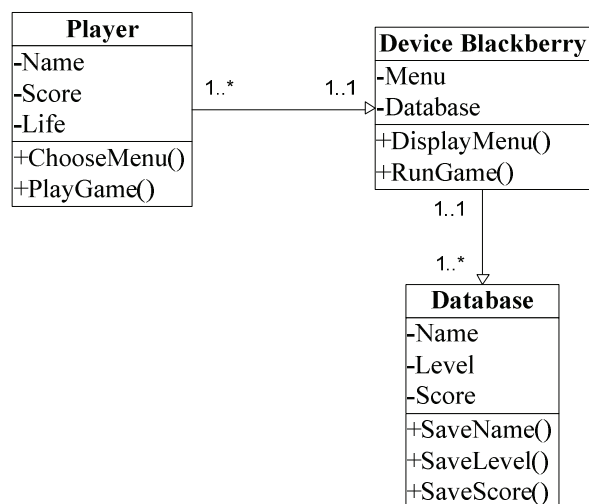 Player
-Name
-Score
-Life
+ChooseMenu()
+PlayGame()
1..*
1..1
Device Blackberry
-Menu
-Database
+DisplayMenu()
+RunGame()
1..1
1..*
Database
-Name
-Level
-Score
+SaveName()
+SaveLevel()
+SaveScore()